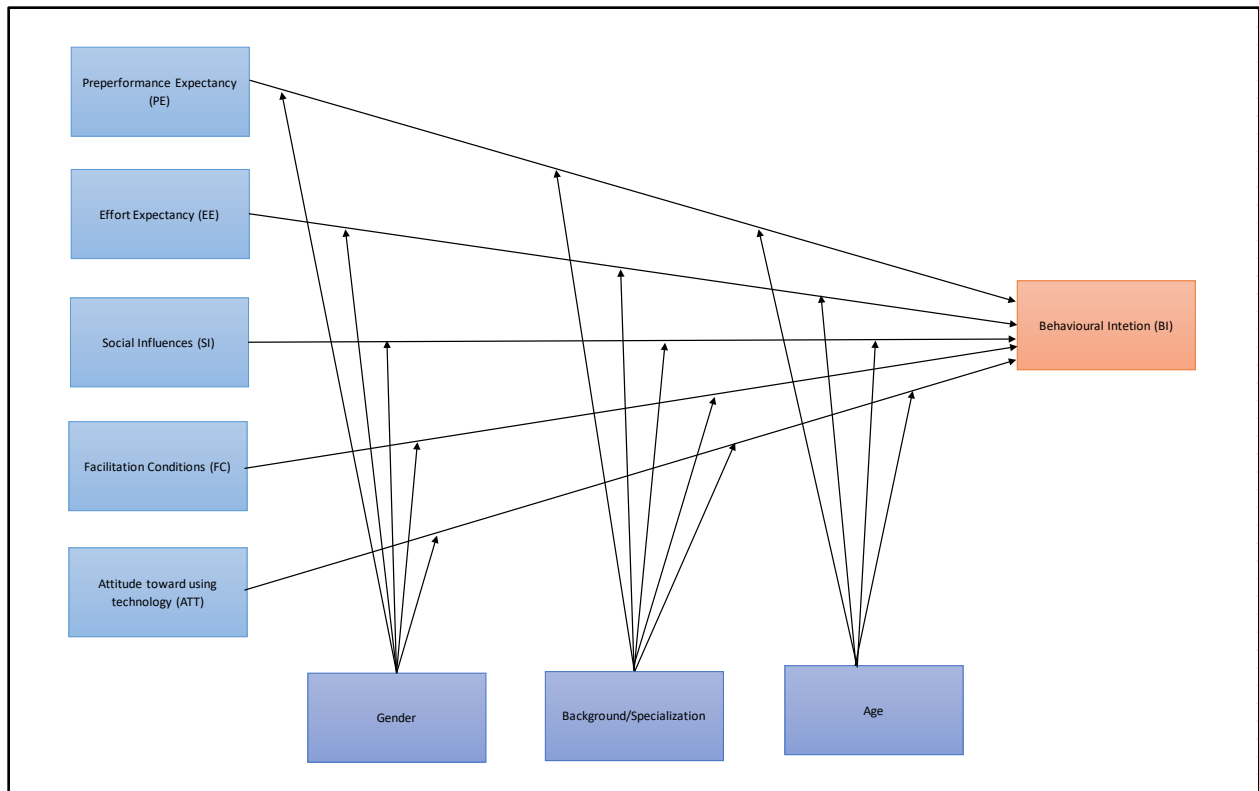 Preperformance Expectancy
(PE)
Effort Expectancy (EE)
Social Influences (SI)
Behavioural Intetion (BI)
Facilitation Conditions (FC)
Attitude toward using
technology (ATT)
Gender
Background/Specialization
Age